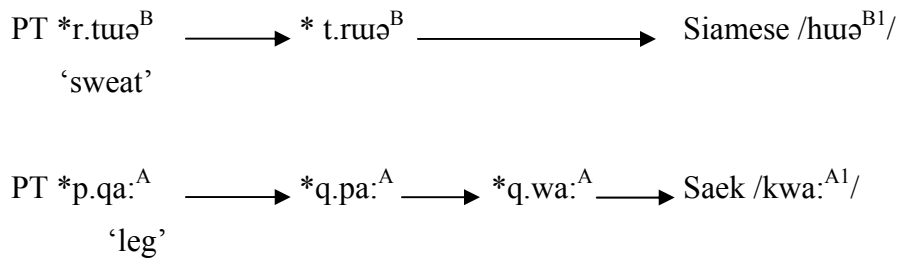 PT *r.tɯəᴮ ⟶ * t.rɯəᴮ ⟶ Siamese /hɯəᴮ¹/
‘sweat’
PT *p.qa:ᴬ ⟶ *q.pa:ᴬ ⟶ *q.wa:ᴬ ⟶ Saek /kwa:ᴬ¹/
‘leg’